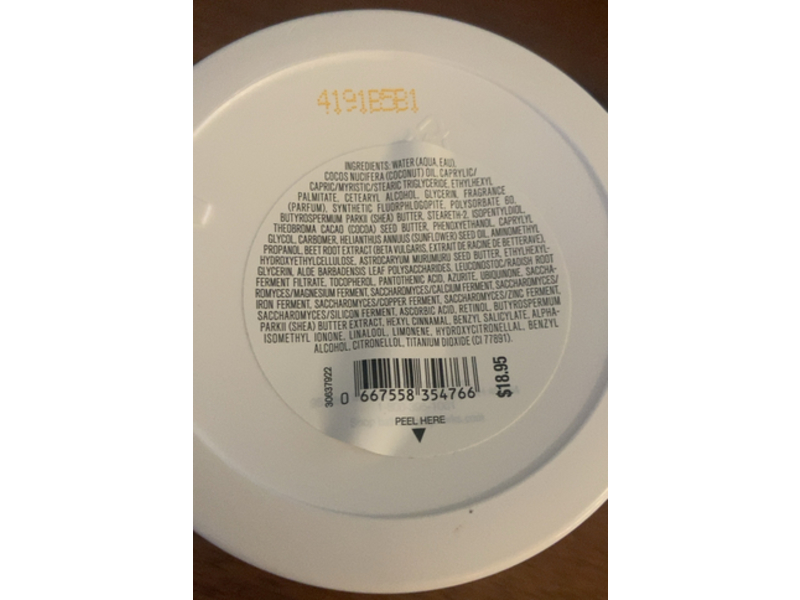 4191B5B1
INGREDIENTS: WATER (AQUA, EAU),
COCOS NUCIFERA (COCONUT) OIL, CAPRYLIC/
CAPRIC/MYRISTIC/STEARIC TRIGLYCERIDE, ETHYLHEXYL
PALMITATE, CETEARYL ALCOHOL, GLYCERIN, FRAGRANCE
(PARFUM), SYNTHETIC FLUORPHLOGOPITE, POLYSORBATE 60,
BUTYROSPERMUM PARKII (SHEA) BUTTER, STEARETH-2, ISOPENTYLDIOL,
THEOBROMA CACAO (COCOA) SEED BUTTER, PHENOXYETHANOL, CAPRYLYL
GLYCOL, CARBOMER, HELIANTHUS ANNUUS (SUNFLOWER) SEED OIL, AMINOMETHYL
PROPANOL, BEET ROOT EXTRACT (BETA VULGARIS, EXTRAIT DE RACINE DE BETTERAVE),
HYDROXYETHYLCELLULOSE, ASTROCARYUM MURUMURU SEED BUTTER, ETHYLHEXYL-
GLYCERIN, ALOE BARBADENSIS LEAF POLYSACCHARIDES, LEUCONOSTOC/RADISH ROOT
FERMENT FILTRATE, TOCOPHEROL, PANTOTHENIC ACID, AZURITE, UBIQUINONE, SACCHA-
ROMYCES/MAGNESIUM FERMENT, SACCHAROMYCES/CALCIUM FERMENT, SACCHAROMYCES/
IRON FERMENT, SACCHAROMYCES/COPPER FERMENT, SACCHAROMYCES/ZINC FERMENT,
SACCHAROMYCES/SILICON FERMENT, ASCORBIC ACID, RETINOL, BUTYROSPERMUM
PARKII (SHEA) BUTTER EXTRACT, HEXYL CINNAMAL, BENZYL SALICYLATE, ALPHA-
ISOMETHYL IONONE, LINALOOL, LIMONENE, HYDROXYCITRONELLAL, BENZYL
ALCOHOL, CITRONELLOL, TITANIUM DIOXIDE (CI 77891).
30637922
0 667558 354766
$18.95
PEEL HERE